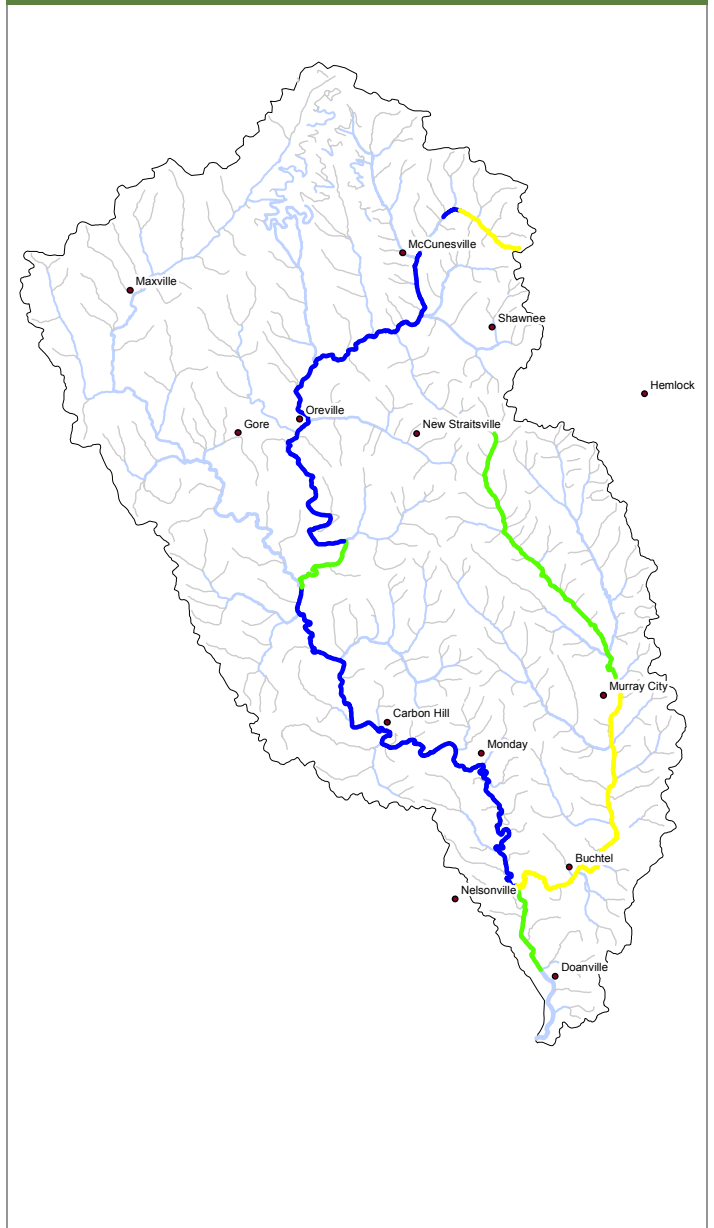 McCunesville
Maxville
Shawnee
Hemlock
Oreville
Gore
New Straitsville
Murray City
Carbon Hill
Monday
Buchtel
Nelsonville
Doanville